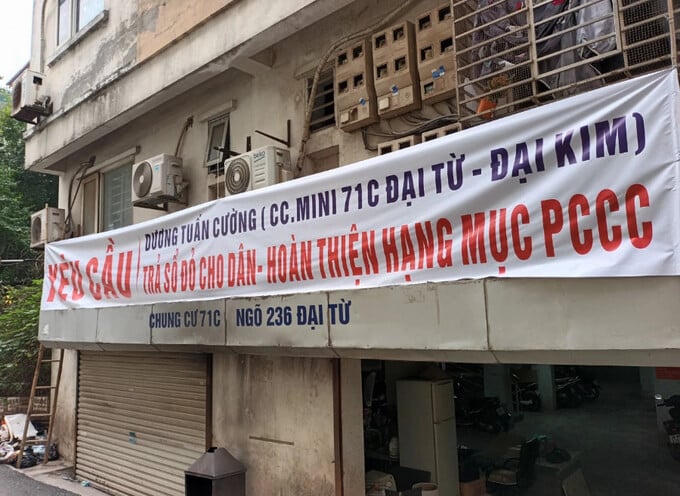 YÊU CẦU
DƯƠNG TUẤN CƯỜNG ( CC.MINI 71C ĐẠI TỪ - ĐẠI KIM )
TRẢ SỔ ĐỎ CHO DÂN- HOÀN THIỆN HẠNG MỤC PCCC
CHUNG CƯ 71C NGÕ 236 ĐẠI TỪ
beko